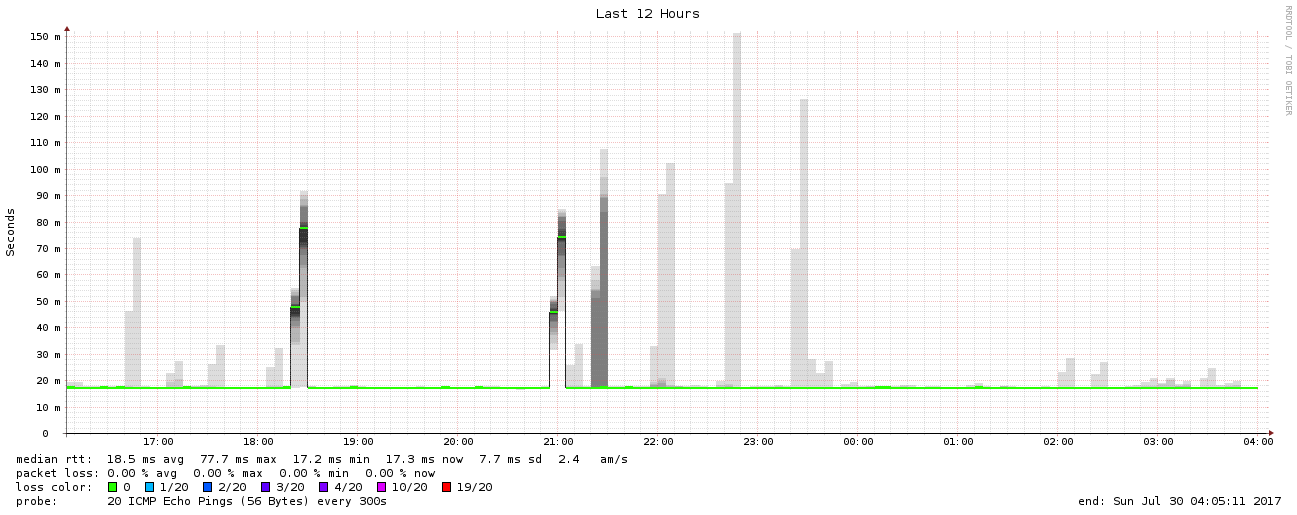 Last 12 Hours
RRDTOOL / TOBI OETIKER
Seconds
150 m
140 m
130 m
120 m
110 m
100 m
90 m
80 m
70 m
60 m
50 m
40 m
30 m
20 m
10 m
0
17:00 18:00 19:00 20:00 21:00 22:00 23:00 00:00 01:00 02:00 03:00 04:00
median rtt: 18.5 ms avg 77.7 ms max 17.2 ms min 17.3 ms now 7.7 ms sd 2.4 am/s
packet loss: 0.00 % avg 0.00 % max 0.00 % min 0.00 % now
loss color: 0 1/20 2/20 3/20 4/20 10/20 19/20
probe: 20 ICMP Echo Pings (56 Bytes) every 300s end: Sun Jul 30 04:05:11 2017